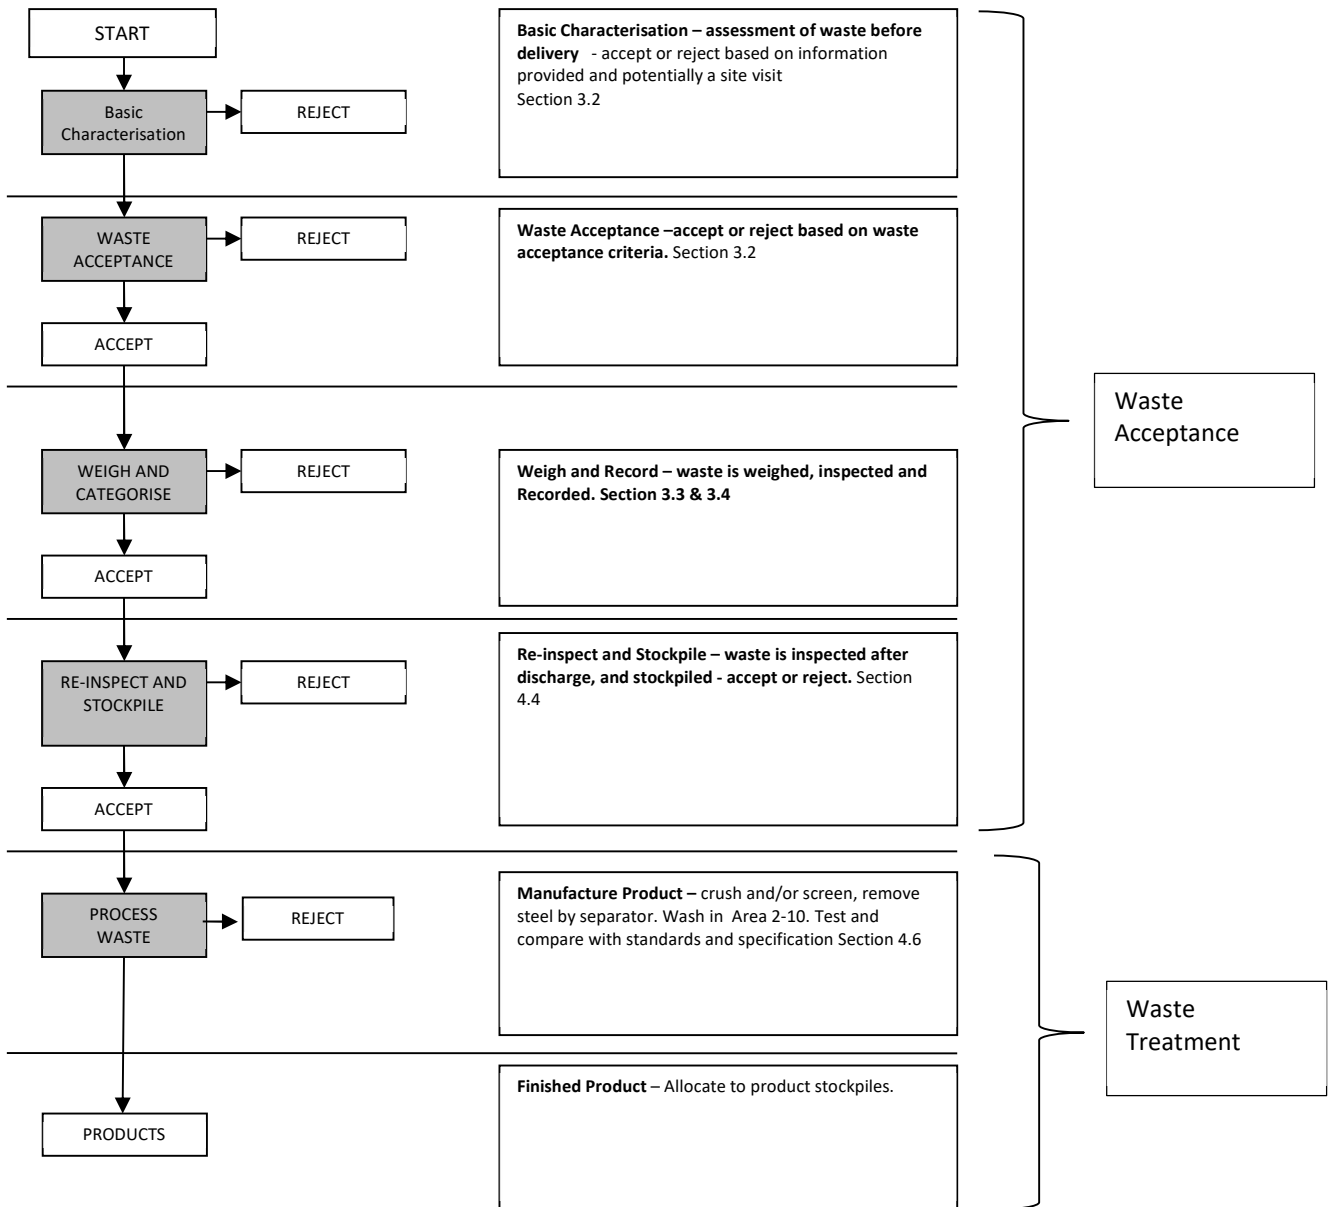 START
Basic
Characterisation
REJECT
Basic Characterisation – assessment of waste before
delivery - accept or reject based on information
provided and potentially a site visit
Section 3.2
WASTE
ACCEPTANCE
REJECT
ACCEPT
Waste Acceptance –accept or reject based on waste
acceptance criteria. Section 3.2
Waste
Acceptance
WEIGH AND
CATEGORISE
REJECT
ACCEPT
Weigh and Record – waste is weighed, inspected and
Recorded. Section 3.3 & 3.4
RE-INSPECT AND
STOCKPILE
REJECT
ACCEPT
Re-inspect and Stockpile – waste is inspected after
discharge, and stockpiled - accept or reject. Section
4.4
PROCESS
WASTE
REJECT
Manufacture Product – crush and/or screen, remove
steel by separator. Wash in Area 2-10. Test and
compare with standards and specification Section 4.6
Waste
Treatment
PRODUCTS
Finished Product – Allocate to product stockpiles.